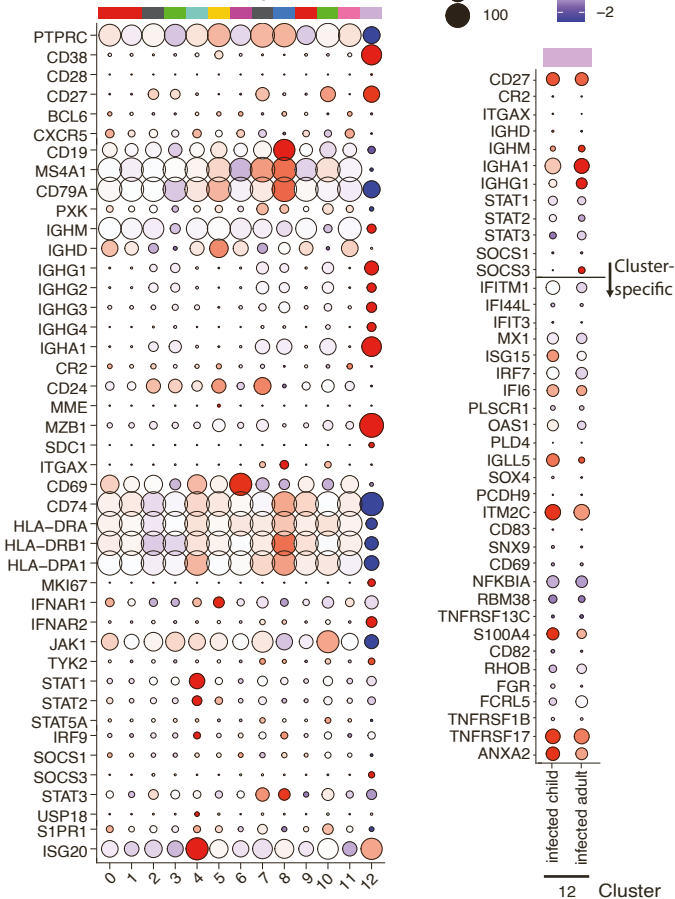 100
−2
PTPRC
CD38
CD28
CD27
BCL6
CXCR5
CD19
MS4A1
CD79A
PXK
IGHM
IGHD
IGHG1
IGHG2
IGHG3
IGHG4
IGHA1
CR2
CD24
MME
MZB1
SDC1
ITGAX
CD69
CD74
HLA−DRA
HLA−DRB1
HLA−DPA1
MKI67
IFNAR1
IFNAR2
JAK1
TYK2
STAT1
STAT2
STAT5A
IRF9
SOCS1
SOCS3
STAT3
USP18
S1PR1
ISG20
0 1 2 3 4 5 6 7 8 9 10 11 12
CD27
CR2
ITGAX
IGHD
IGHM
IGHA1
IGHG1
STAT1
STAT2
STAT3
SOCS1
SOCS3
Cluster-
specific
IFITM1
IFI44L
IFIT3
MX1
ISG15
IRF7
IFI6
PLSCR1
OAS1
PLD4
IGLL5
SOX4
PCDH9
ITM2C
CD83
SNX9
CD69
NFKBIA
RBM38
TNFRSF13C
S100A4
CD82
RHOB
FGR
FCRL5
TNFRSF1B
TNFRSF17
ANXA2
infected child
infected adult
12 Cluster